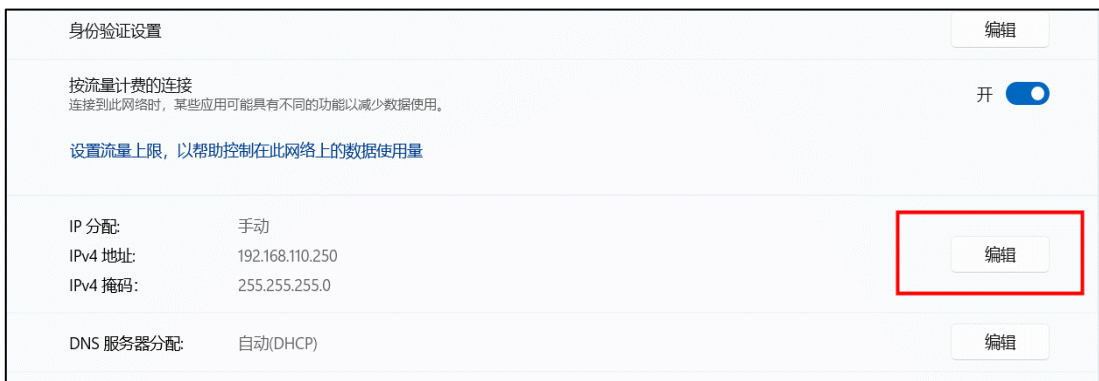 身份验证设置 编辑
按流量计费的连接
连接到此网络时，某些应用可能具有不同的功能以减少数据使用。
开
设置流量上限，以帮助控制在此网络上的数据使用量
IP 分配: 手动
IPv4 地址: 192.168.110.250
编辑
IPv4 掩码： 255.255.255.0
DNS 服务器分配: 自动(DHCP) 编辑